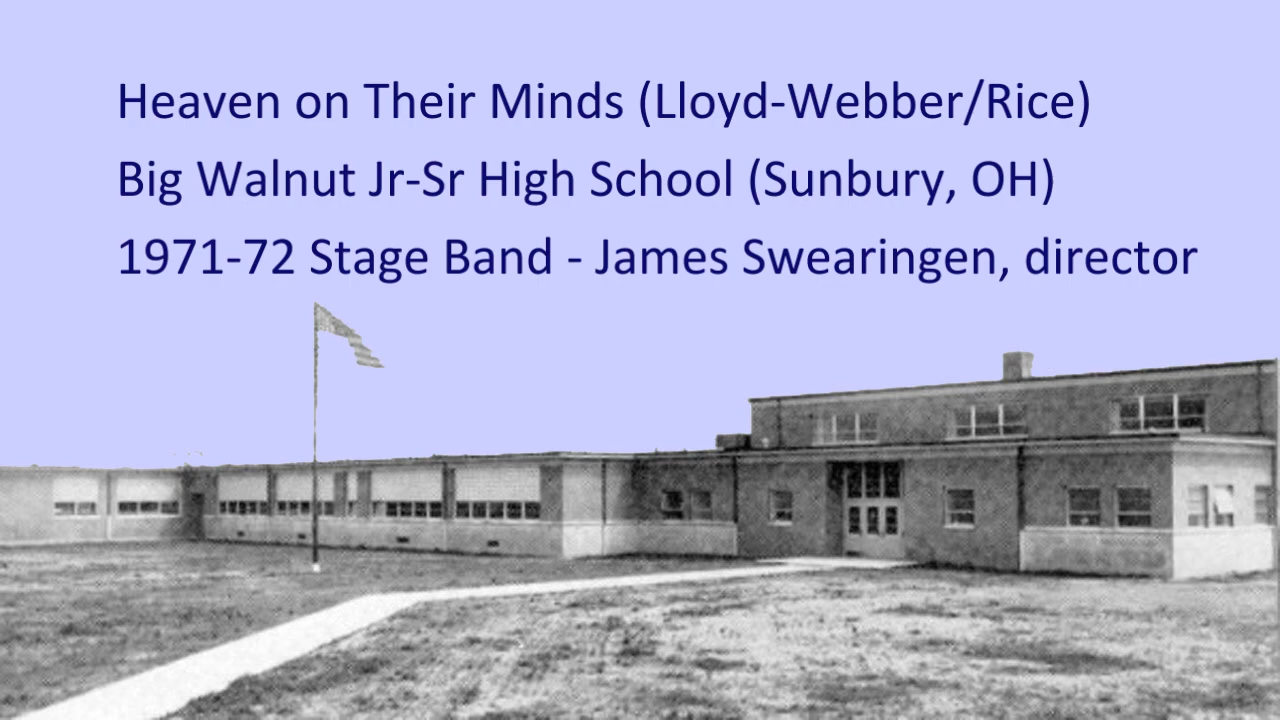 Heaven on Their Minds (Lloyd-Webber/Rice)
Big Walnut Jr-Sr High School (Sunbury, OH)
1971-72 Stage Band - James Swearingen, director